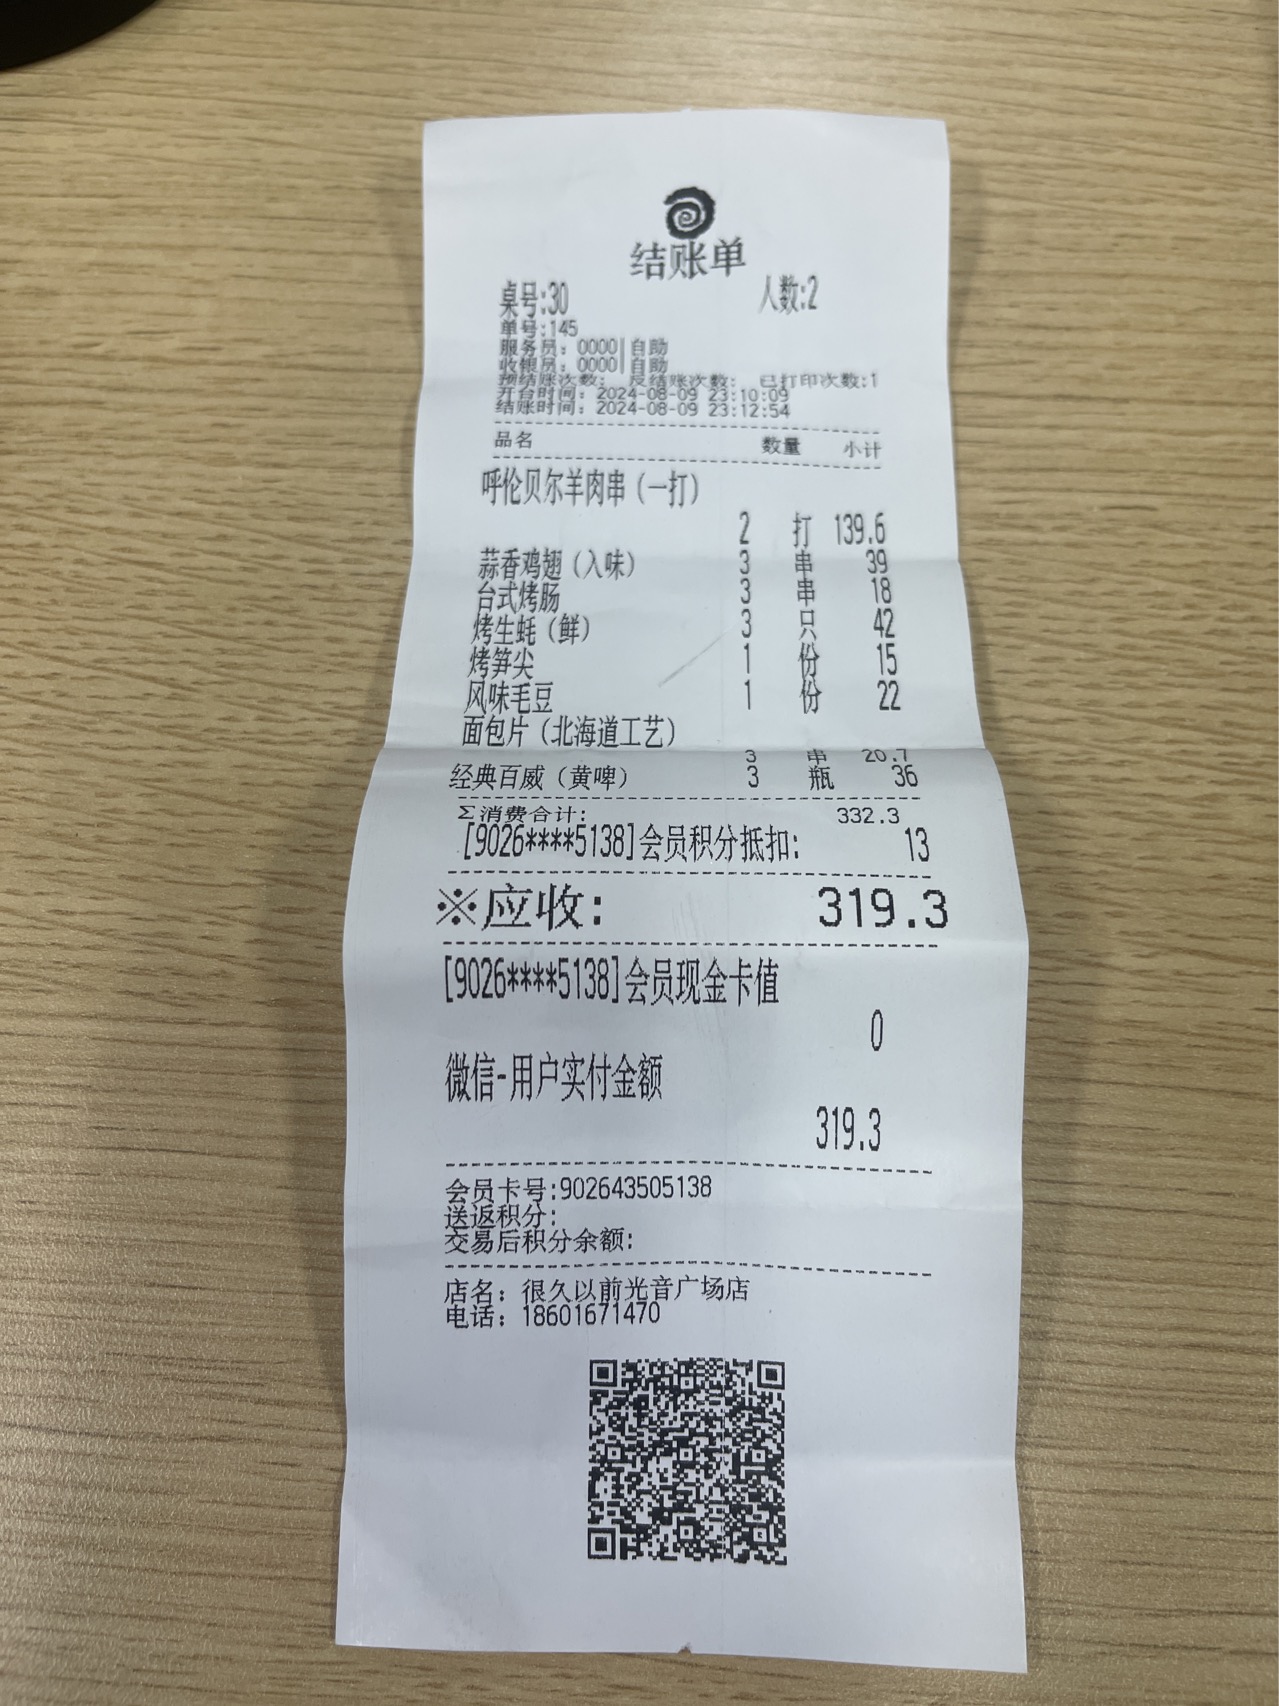 结账单
桌号:30 人数:2
单号:145
服务员: 0000|自助
收银员: 0000|自助
预结账次数: 反结账次数: 已打印次数:1
开台时间: 2024-08-09 23:10:09
结账时间: 2024-08-09 23:12:54
品名 数量 小计
呼伦贝尔羊肉串(一打)
2 打 139.6
蒜香鸡翅(入味) 3 串 39
台式烤肠 3 串 18
烤生蚝(鲜) 3 只 42
烤笋尖 1 份 15
风味毛豆 1 份 22
面包片(北海道工艺)
3 串 20.7
经典百威(黄啤) 3 瓶 36
Σ消费合计: 332.3
[9026****5138]会员积分抵扣: 13
※应收: 319.3
[9026****5138]会员现金卡值
0
微信-用户实付金额
319.3
会员卡号:902643505138
送返积分:
交易后积分余额:
店名: 很久以前光音广场店
电话: 18601671470